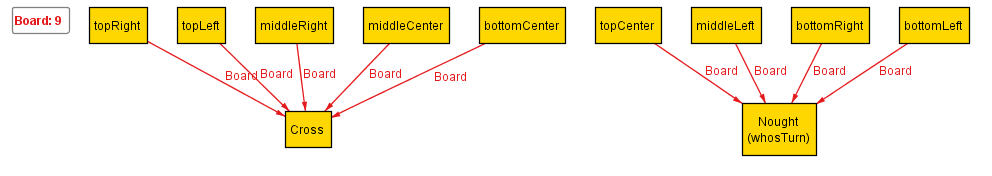 Board: 9
topRight
topLeft
middleRight
middleCenter
bottomCenter
topCenter
middleLeft
bottomRight
bottomLeft
Board
Board
Board
Board
Board
Board
Board
Board
Board
Cross
Nought
(whosTurn)